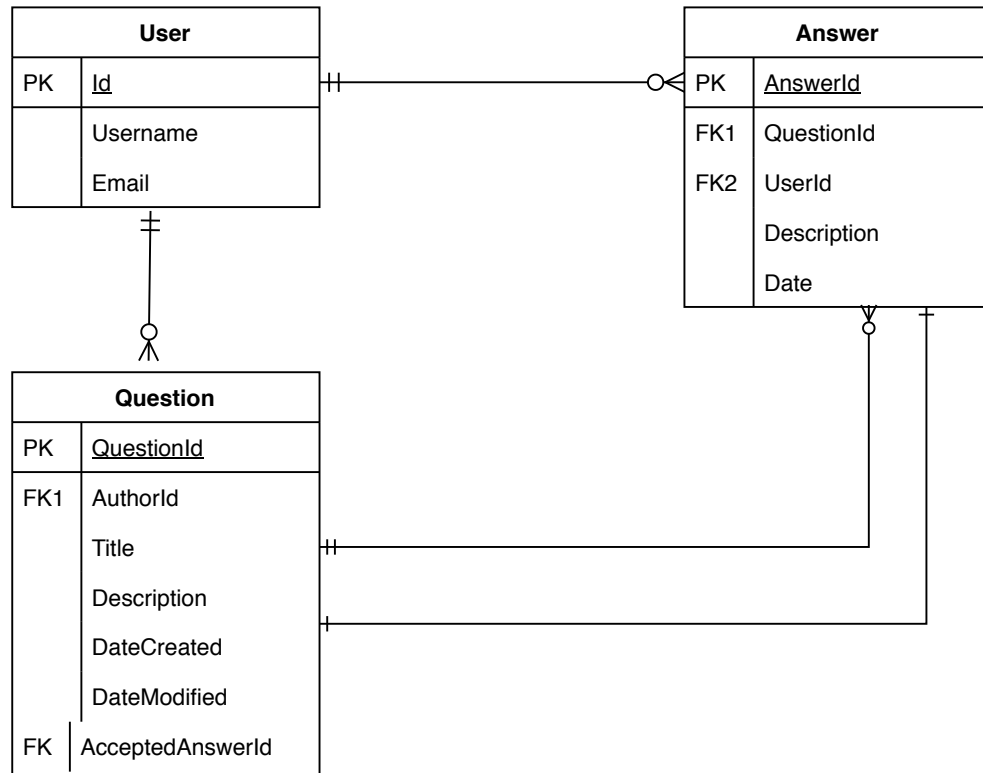 User
PK Id
Username
Email
Answer
PK AnswerId
FK1 QuestionId
FK2 UserId
Description
Date
Question
PK QuestionId
FK1 AuthorId
Title
Description
DateCreated
DateModified
FK AcceptedAnswerId